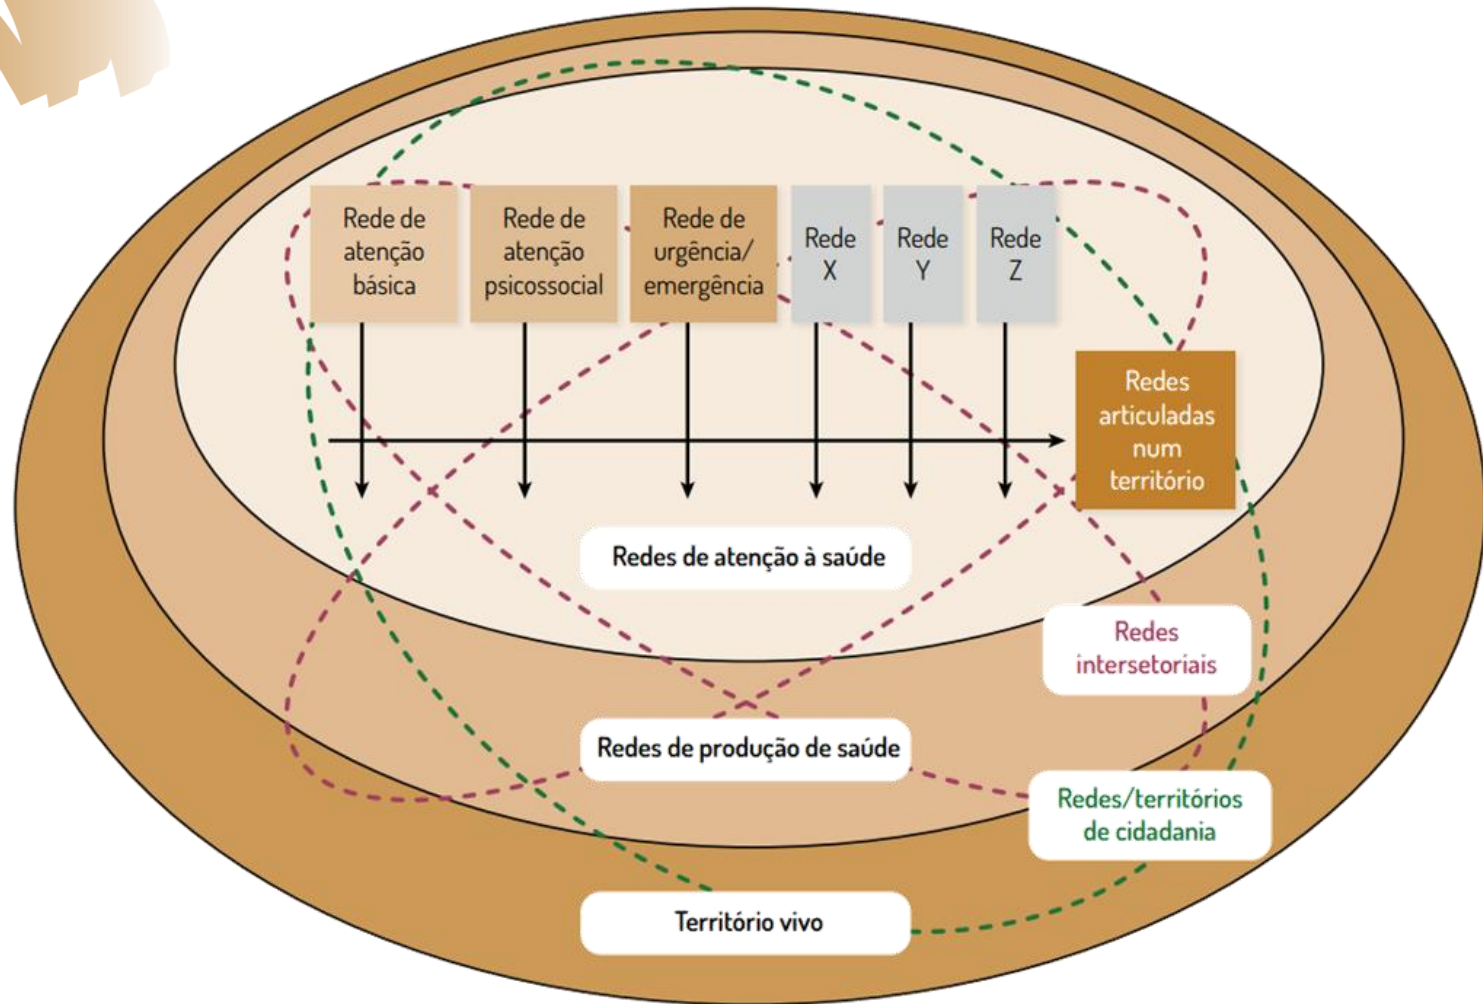 Rede de
atenção
básica
Rede de
atenção
psicossocial
Rede de
urgência/
emergência
Rede
X
Rede
Y
Rede
Z
Redes
articuladas
num
território
Redes de atenção à saúde
Redes
intersetoriais
Redes de produção de saúde
Redes/territórios
de cidadania
Território vivo